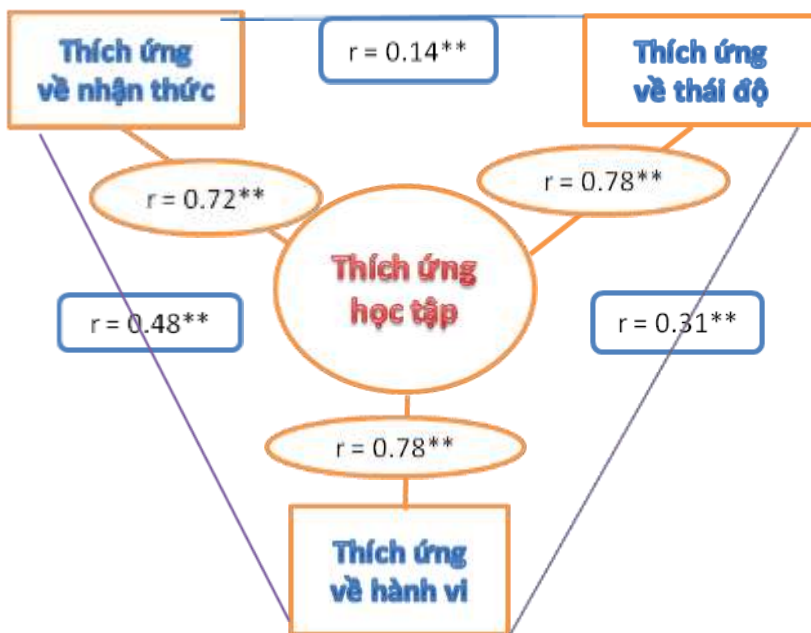 Thích ứng
về nhận thức
r = 0.14**
Thích ứng
về thái độ
r = 0.72**
r = 0.78**
Thích ứng
học tập
r = 0.48**
r = 0.31**
r = 0.78**
Thích ứng
về hành vi